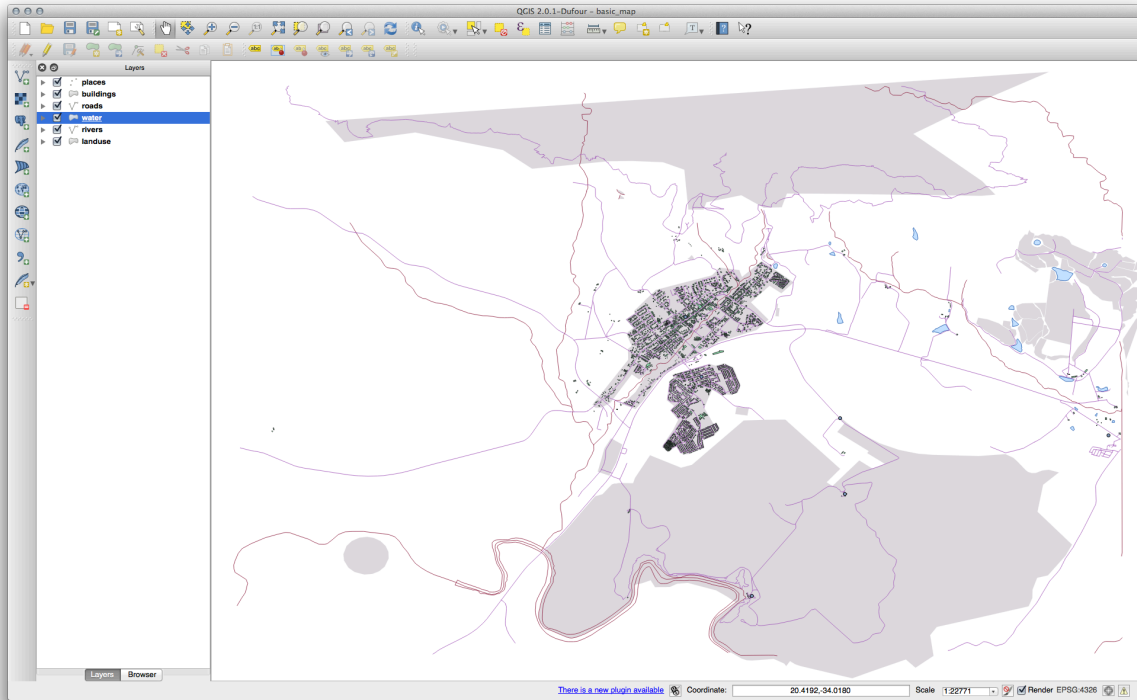 QGIS 2.0.1-Dufour - basic_map
Layers
places
buildings
roads
water
rivers
landuse
Layers
Browser
There is a new plugin available
Coordinate:
20.4192,-34.0180
Scale
1:22771
Render
EPSG:4326